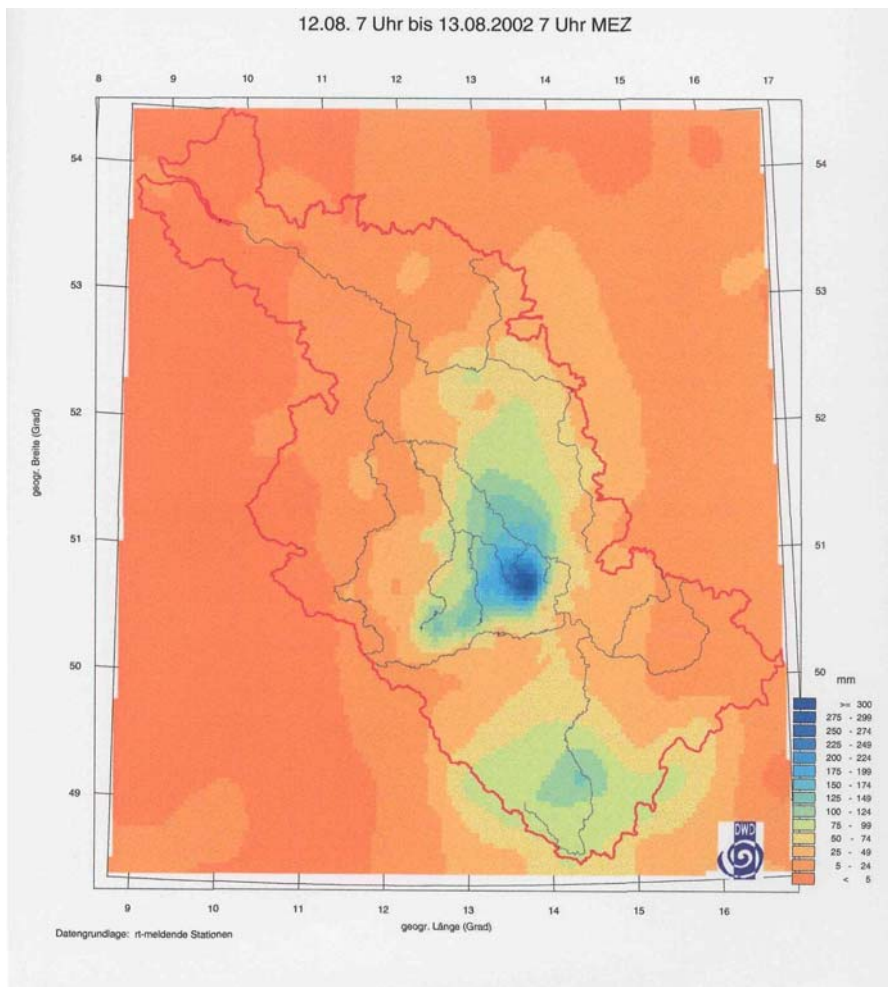 12.08. 7 Uhr bis 13.08.2002 7 Uhr MEZ
8 9 10 11 12 13 14 15 16 17
54 54
53 53
52 52
51 51
50 50
49
geogr. Breite (Grad)
mm
>= 300
275 - 299
250 - 274
225 - 249
200 - 224
175 - 199
150 - 174
125 - 149
100 - 124
75 - 99
50 - 74
25 - 49
5 - 24
< 5
DWD
9 10 11 12 13 14 15 16
geogr. Länge (Grad)
Datengrundlage: rt-meldende Stationen